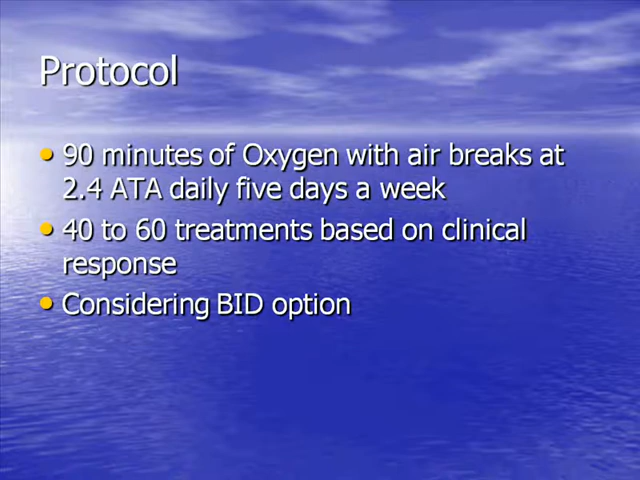 Protocol
• 90 minutes of Oxygen with air breaks at
2.4 ATA daily five days a week
• 40 to 60 treatments based on clinical
response
• Considering BID option